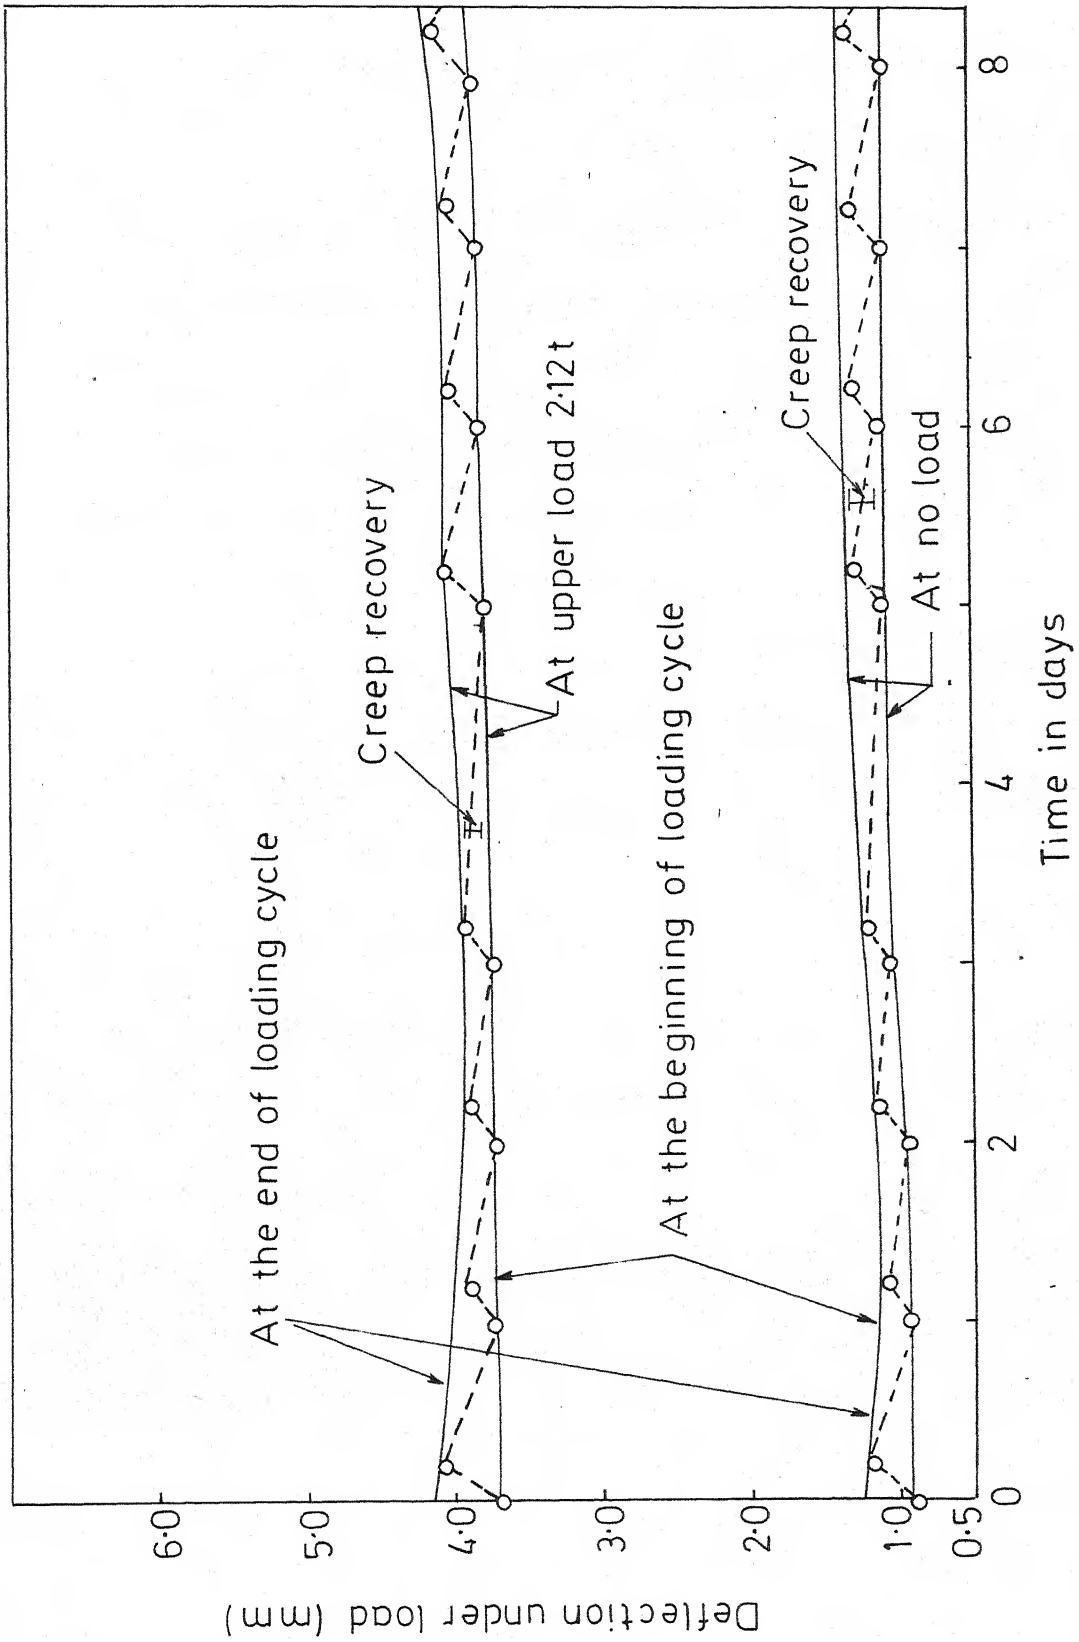 Deflection under load (mm)
6·0
5·0
4·0
3·0
2·0
1·0
0·5
0
2
4
6
8
Time in days
At the end of loading cycle
Creep recovery
At upper load 2·12 t
At the beginning of loading cycle
Creep recovery
At no load